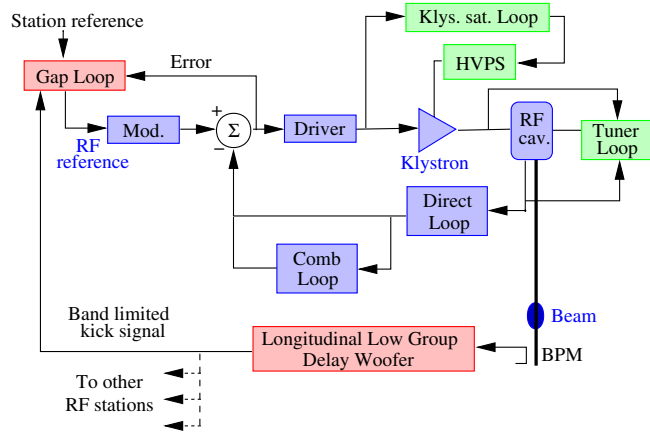 Station reference
Klys. sat. Loop
Gap Loop
Error
HVPS
Mod.
+
Σ
−
Driver
RF
cav.
Tuner
Loop
RF
reference
Klystron
Direct
Loop
Comb
Loop
Band limited
kick signal
Beam
Longitudinal Low Group
Delay Woofer
BPM
To other
RF stations